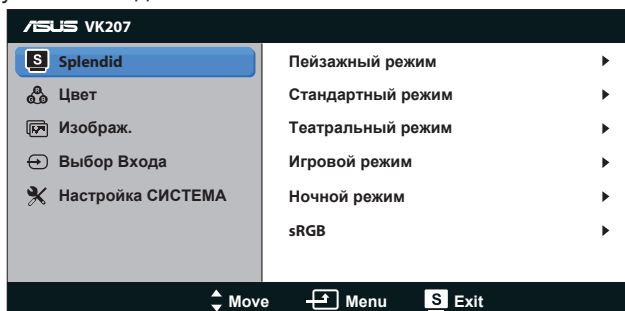 ASUS VK207
S Splendid
Цвет
Изображ.
Выбор Входа
Настройка СИСТЕМА
Пейзажный режим
Стандартный режим
Театральный режим
Игровой режим
Ночной режим
sRGB
Move Menu S Exit